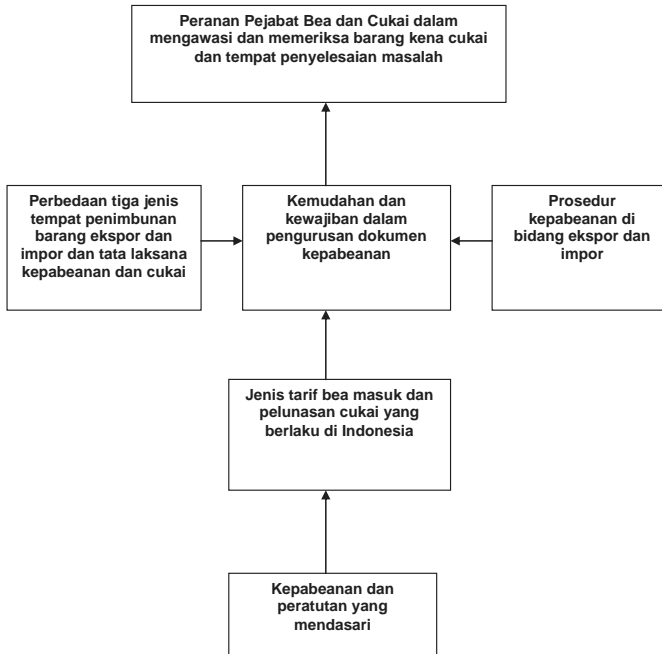 Peranan Pejabat Bea dan Cukai dalam
mengawasi dan memeriksa barang kena cukai
dan tempat penyelesaian masalah
Perbedaan tiga jenis
tempat penimbunan
barang ekspor dan
impor dan tata laksana
kepabeanan dan cukai
Kemudahan dan
kewajiban dalam
pengurusan dokumen
kepabeanan
Prosedur
kepabeanan di
bidang ekspor dan
impor
Jenis tarif bea masuk dan
pelunasan cukai yang
berlaku di Indonesia
Kepabeanan dan
peratutan yang
mendasari